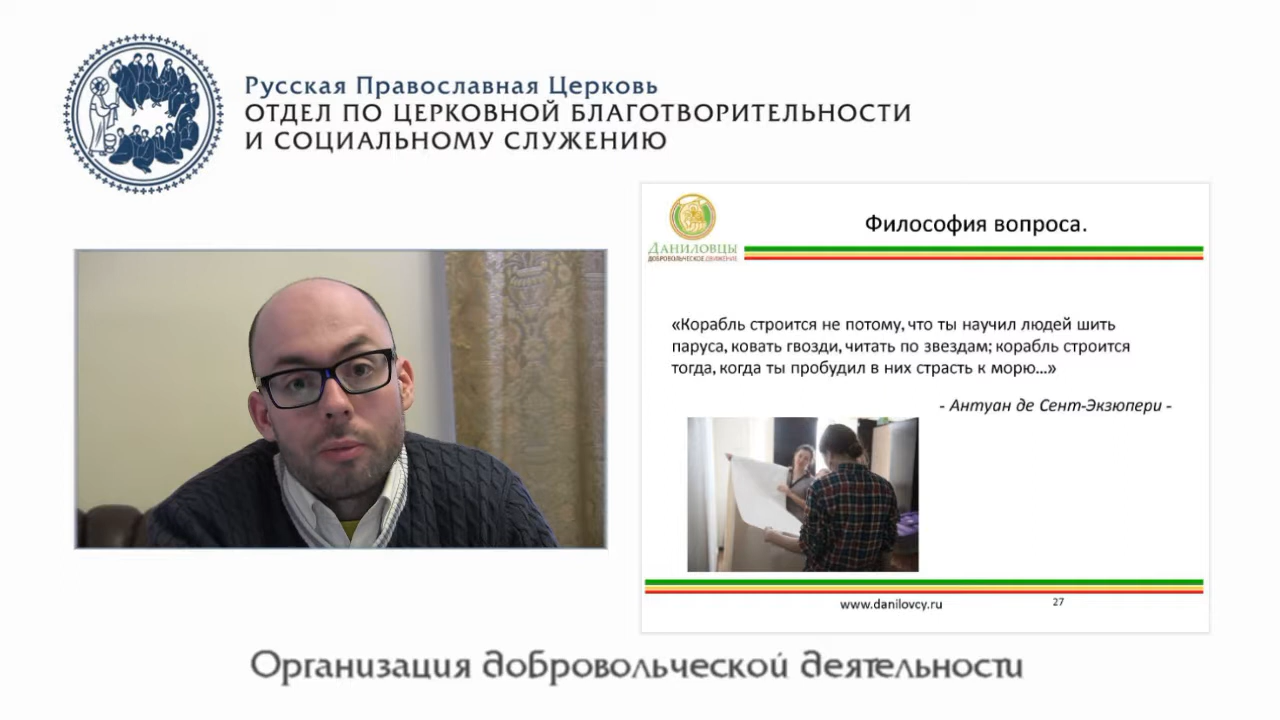 Русская Православная Церковь
ОТДЕЛ ПО ЦЕРКОВНОЙ БЛАГОТВОРИТЕЛЬНОСТИ
И СОЦИАЛЬНОМУ СЛУЖЕНИЮ
ДАНИЛОВЦЫ
ДОБРОВОЛЬЧЕСКОЕ ДВИЖЕНИЕ
Философия вопроса.
«Корабль строится не потому, что ты научил людей шить
паруса, ковать гвозди, читать по звездам; корабль строится
тогда, когда ты пробудил в них страсть к морю...»
- Антуан де Сент-Экзюпери -
www.danilovcy.ru
27
Организация добровольческой деятельности